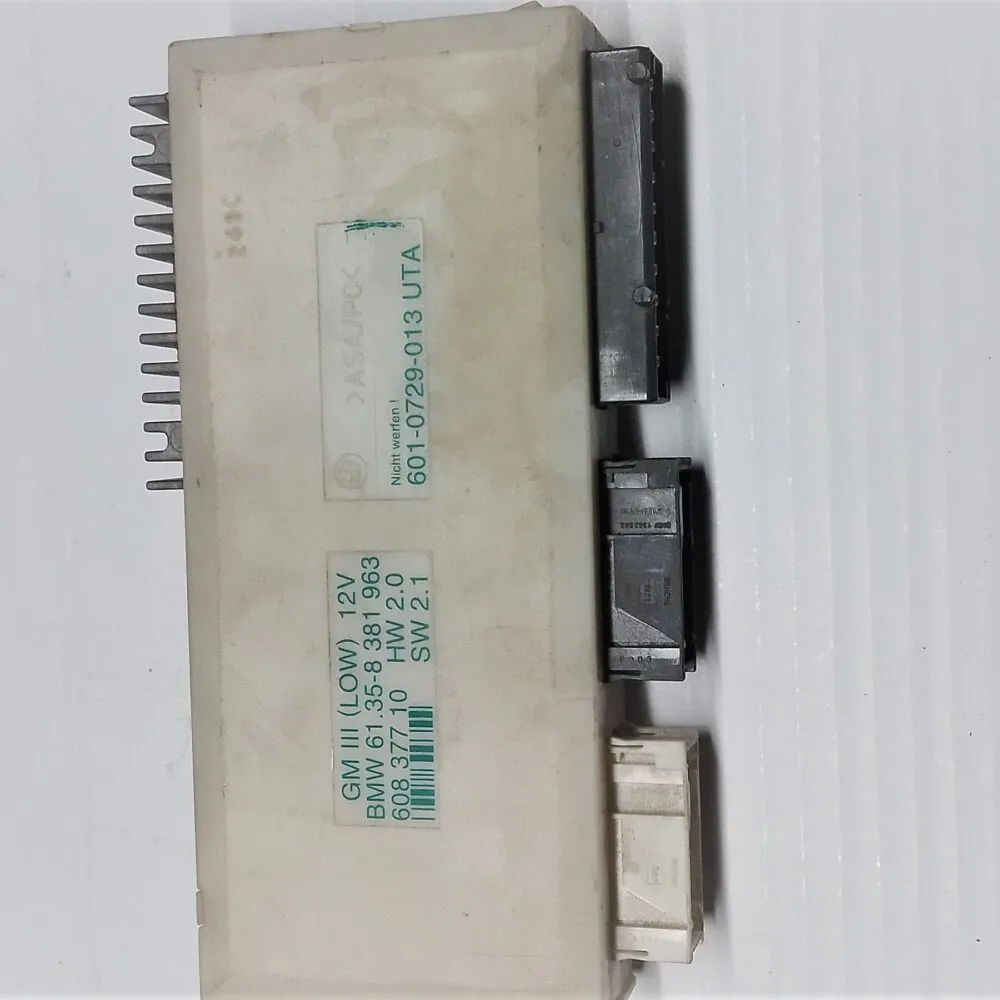 268C
>ASA/PC<
Nicht werfen !
601-0729-013 UTA
GM III (LOW) 12V
BMW 61.35-8 381 963
608 377 10 HW 2.0
SW 2.1